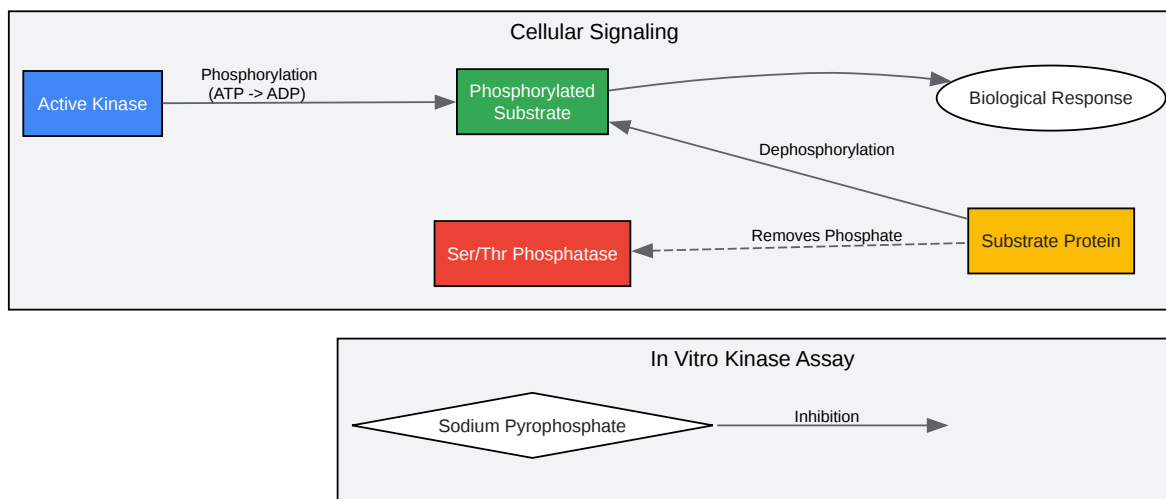 Cellular Signaling
Active Kinase
Phosphorylation
(ATP -> ADP)
Phosphorylated
Substrate
Biological Response
Dephosphorylation
Ser/Thr Phosphatase
Removes Phosphate
Substrate Protein
In Vitro Kinase Assay
Sodium Pyrophosphate
Inhibition